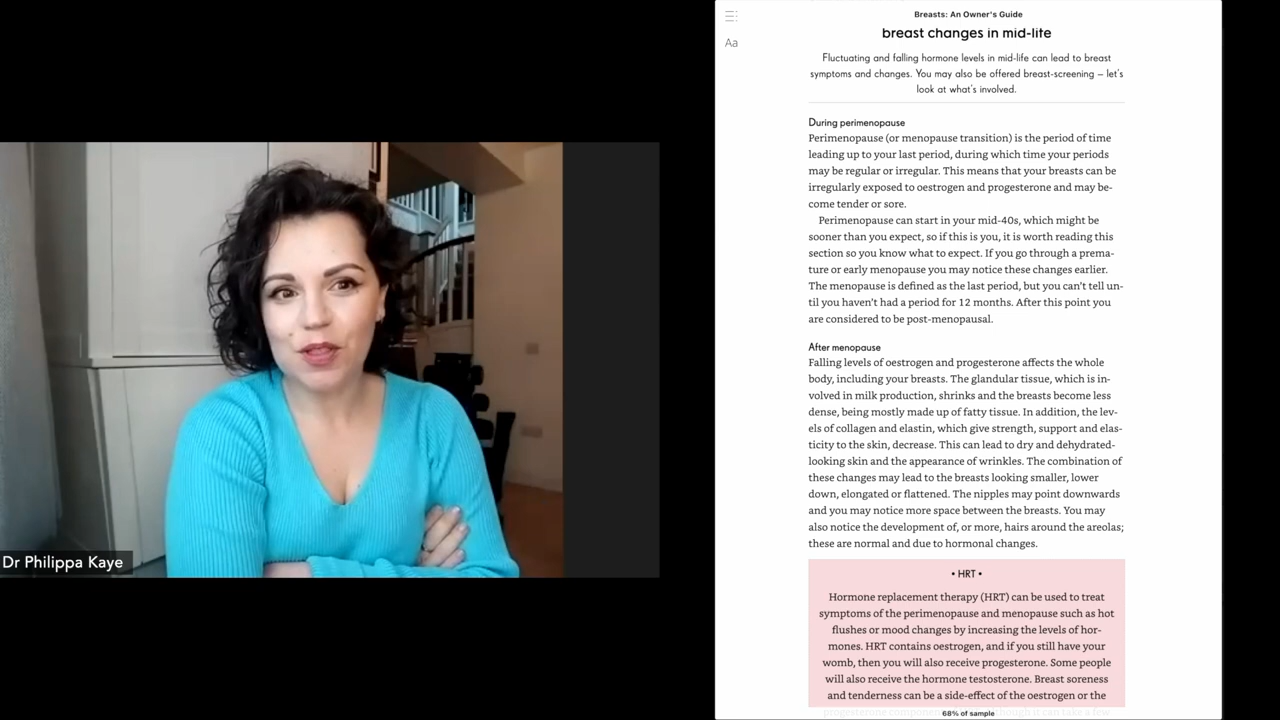 Dr Philippa Kaye
Aa
Breasts: An Owner's Guide
breast changes in mid-life
Fluctuating and falling hormone levels in mid-life can lead to breast
symptoms and changes. You may also be offered breast-screening – let's
look at what's involved.
During perimenopause
Perimenopause (or menopause transition) is the period of time
leading up to your last period, during which time your periods
may be regular or irregular. This means that your breasts can be
irregularly exposed to oestrogen and progesterone and may be-
come tender or sore.
Perimenopause can start in your mid-40s, which might be
sooner than you expect, so if this is you, it is worth reading this
section so you know what to expect. If you go through a prema-
ture or early menopause you may notice these changes earlier.
The menopause is defined as the last period, but you can't tell un-
til you haven't had a period for 12 months. After this point you
are considered to be post-menopausal.
After menopause
Falling levels of oestrogen and progesterone affects the whole
body, including your breasts. The glandular tissue, which is in-
volved in milk production, shrinks and the breasts become less
dense, being mostly made up of fatty tissue. In addition, the lev-
els of collagen and elastin, which give strength, support and elas-
ticity to the skin, decrease. This can lead to dry and dehydrated-
looking skin and the appearance of wrinkles. The combination of
these changes may lead to the breasts looking smaller, lower
down, elongated or flattened. The nipples may point downwards
and you may notice more space between the breasts. You may
also notice the development of, or more, hairs around the areolas;
these are normal and due to hormonal changes.
• HRT •
Hormone replacement therapy (HRT) can be used to treat
symptoms of the perimenopause and menopause such as hot
flushes or mood changes by increasing the levels of hor-
mones. HRT contains oestrogen, and if you still have your
womb, then you will also receive progesterone. Some people
will also receive the hormone testosterone. Breast soreness
and tenderness can be a side-effect of the oestrogen or the
68% of sample